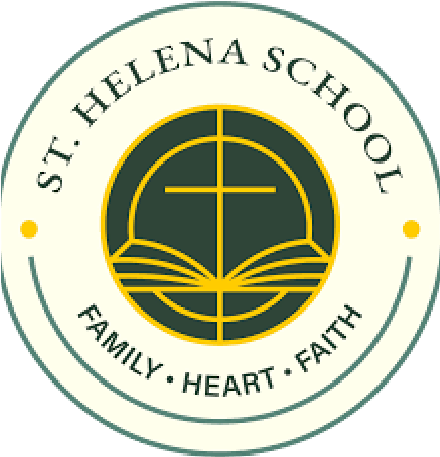 ST. HELENA SCHOOL
FAMILY • HEART • FAITH